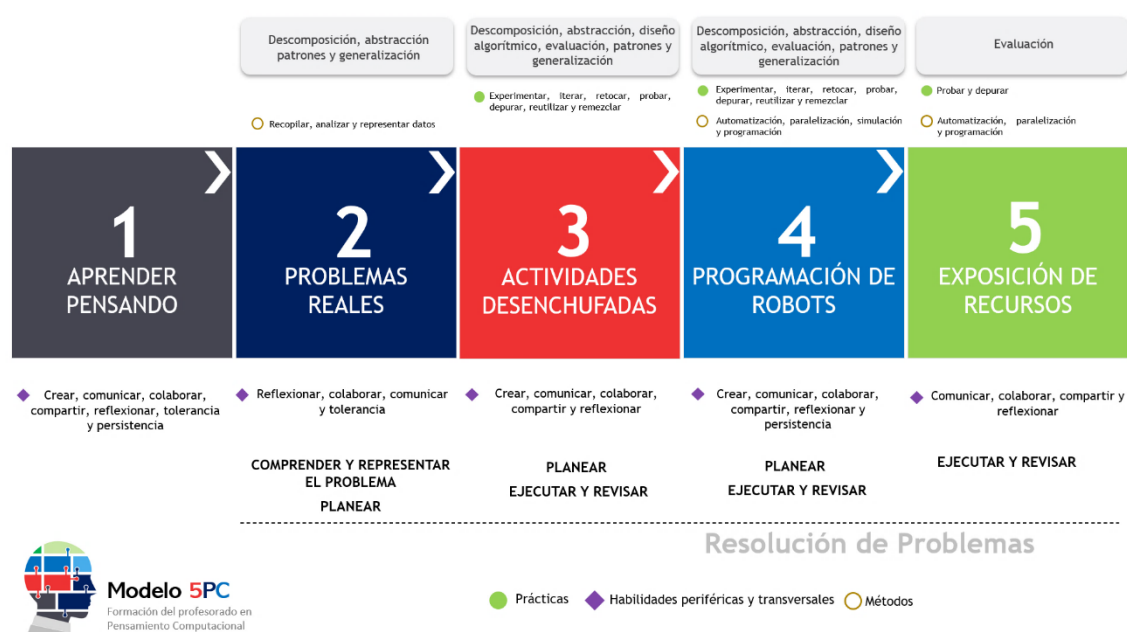 Descomposición, abstracción
patrones y generalización
Descomposición, abstracción, diseño
algorítmico, evaluación, patrones y
generalización
Descomposición, abstracción, diseño
algorítmico, evaluación, patrones y
generalización
Evaluación
Recopilar, analizar y representar datos
Experimentar, iterar, retocar, probar,
depurar, reutilizar y remezclar
Experimentar, iterar, retocar, probar,
depurar, reutilizar y remezclar
Automatización, paralelización, simulación
y programación
Probar y depurar
Automatización, paralelización
y programación
1
APRENDER
PENSANDO
2
PROBLEMAS
REALES
3
ACTIVIDADES
DESENCHUFADAS
4
PROGRAMACIÓN DE
ROBOTS
5
EXPOSICIÓN DE
RECURSOS
Crear, comunicar, colaborar,
compartir, reflexionar, tolerancia
y persistencia
Reflexionar, colaborar, comunicar
y tolerancia
Crear, comunicar, colaborar,
compartir y reflexionar
Crear, comunicar, colaborar,
compartir, reflexionar y
persistencia
Comunicar, colaborar, compartir y
reflexionar
COMPRENDER Y REPRESENTAR
EL PROBLEMA
PLANEAR
PLANEAR
EJECUTAR Y REVISAR
PLANEAR
EJECUTAR Y REVISAR
EJECUTAR Y REVISAR
Resolución de Problemas
Modelo 5PC
Formación del profesorado en
Pensamiento Computacional
Prácticas
Habilidades periféricas y transversales
Métodos